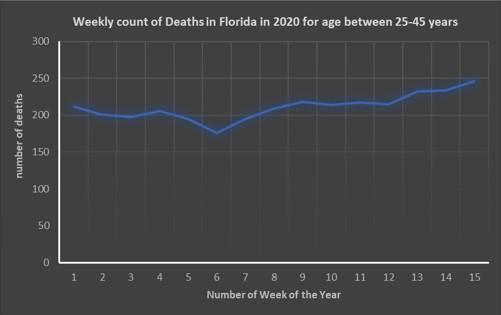 Weekly count of Deaths in Florida in 2020 for age between 25-45 years
300
250
200
150
100
50
0
number of deaths
1 2 3 4 5 6 7 8 9 10 11 12 13 14 15
Number of Week of the Year